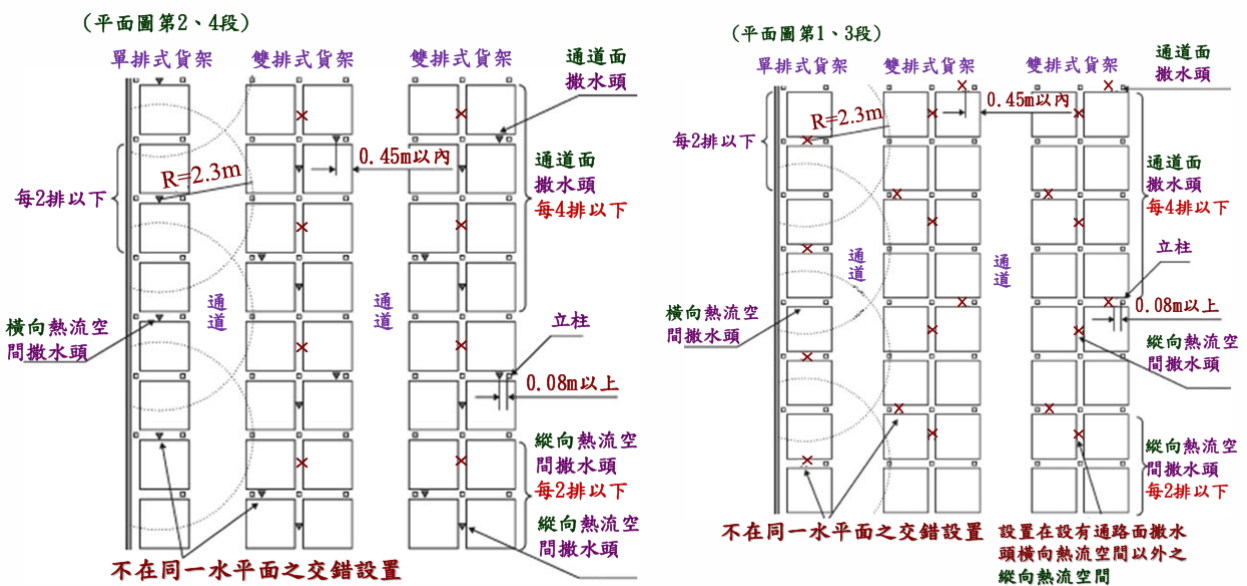 (平面圖第2、4段)
單排式貨架
雙排式貨架
雙排式貨架
通道面
撒水頭
R=2.3m
0.45m以內
每2排以下
通道面
撒水頭
每4排以下
通道
通道
橫向熱流空
間撒水頭
立柱
0.08m以上
縱向熱流空
間撒水頭
每2排以下
縱向熱流空
間撒水頭
不在同一水平面之交錯設置
(平面圖第1、3段)
單排式貨架
雙排式貨架
雙排式貨架
通道面
撒水頭
R=2.3m
0.45m以內
每2排以下
通道面
撒水頭
每4排以下
通道
通道
立柱
橫向熱流空
間撒水頭
0.08m以上
縱向熱流空
間撒水頭
縱向熱流空
間撒水頭
每2排以下
不在同一水平面之交錯設置
設置在設有通路面撒水
頭橫向熱流空間以外之
縱向熱流空間